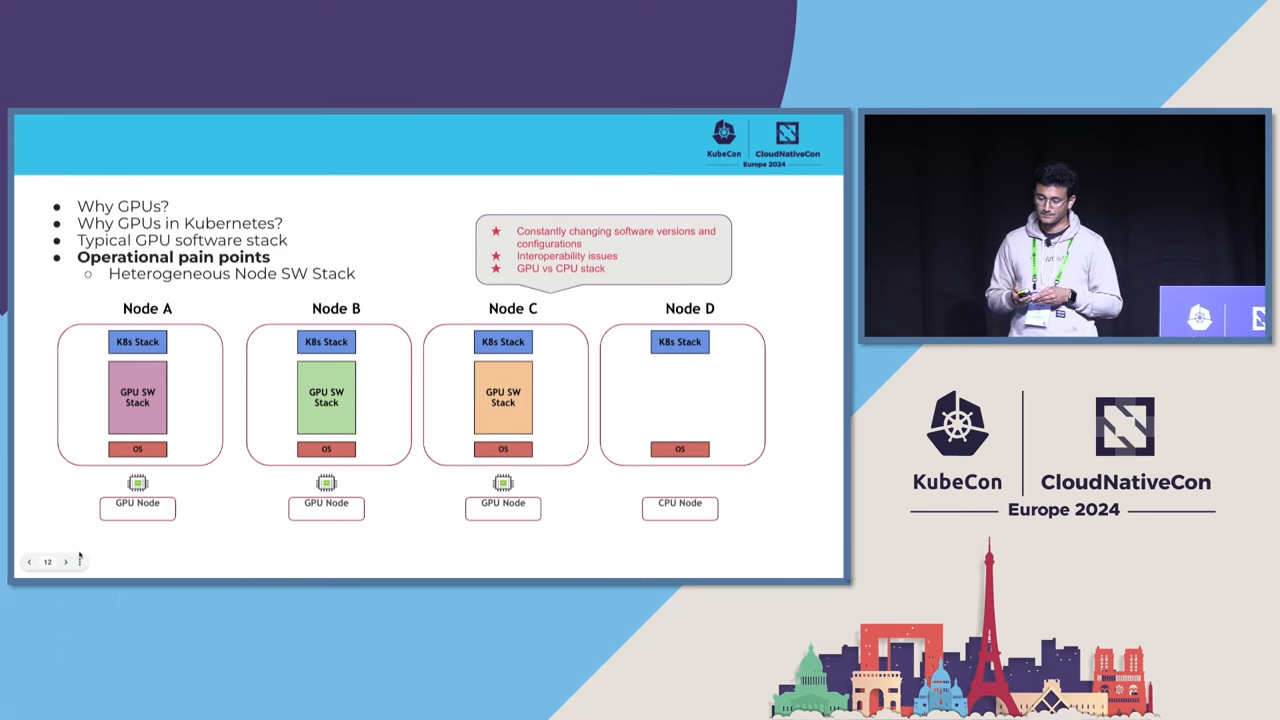 KubeCon
CloudNativeCon
Europe 2024
● Why GPUs?
● Why GPUs in Kubernetes?
● Typical GPU software stack
● Operational pain points
○ Heterogeneous Node SW Stack
★ Constantly changing software versions and
configurations
★ Interoperability issues
★ GPU vs CPU stack
Node A
Node B
Node C
Node D
K8s Stack
K8s Stack
K8s Stack
K8s Stack
GPU SW
Stack
GPU SW
Stack
GPU SW
Stack
OS
OS
OS
OS
GPU Node
GPU Node
GPU Node
CPU Node
12
KubeCon
CloudNativeCon
Europe 2024